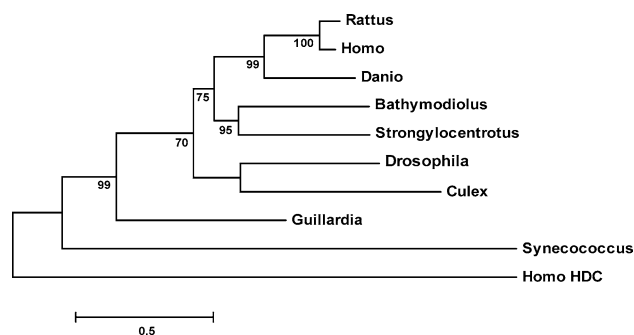 Rattus
100
Homo
99
Danio
75
Bathymodiolus
95
Strongylocentrotus
70
Drosophila
99
Culex
Guillardia
Synecococcus
Homo HDC
0.5